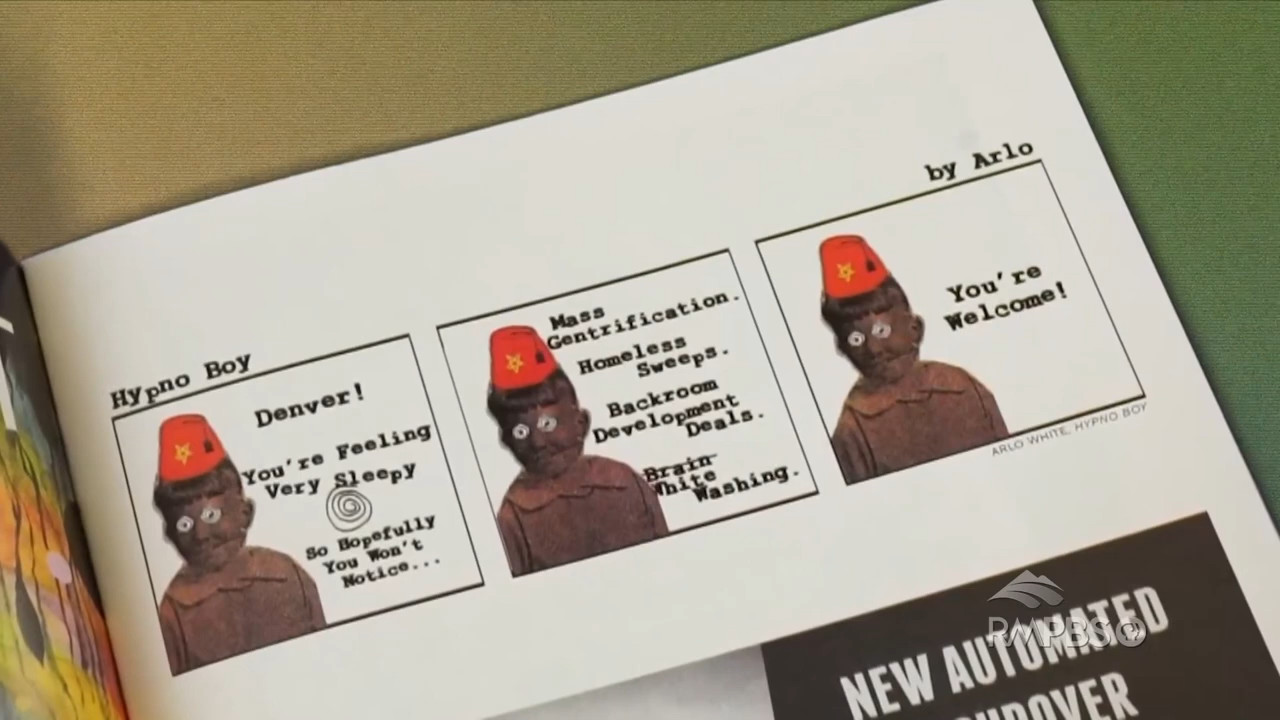 Hypno Boy
by Arlo
Denver!
You're Feeling
Very Sleepy
So Hopefully
You Won't
Notice...
Mass
Gentrification.
Homeless
Sweeps.
Backroom
Development
Deals.
Brain
White
Washing.
You're
Welcome!
ARLO WHITE, HYPNO BOY
NEW AUTOMATED
RMPBS